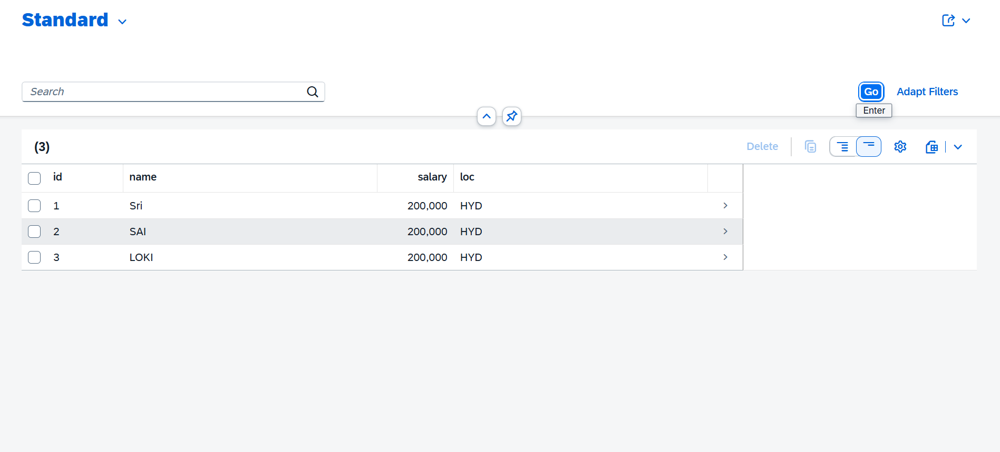 Standard
Search
Go Adapt Filters
Enter
(3) Delete
id name salary loc
1 Sri 200,000 HYD
2 SAI 200,000 HYD
3 LOKI 200,000 HYD